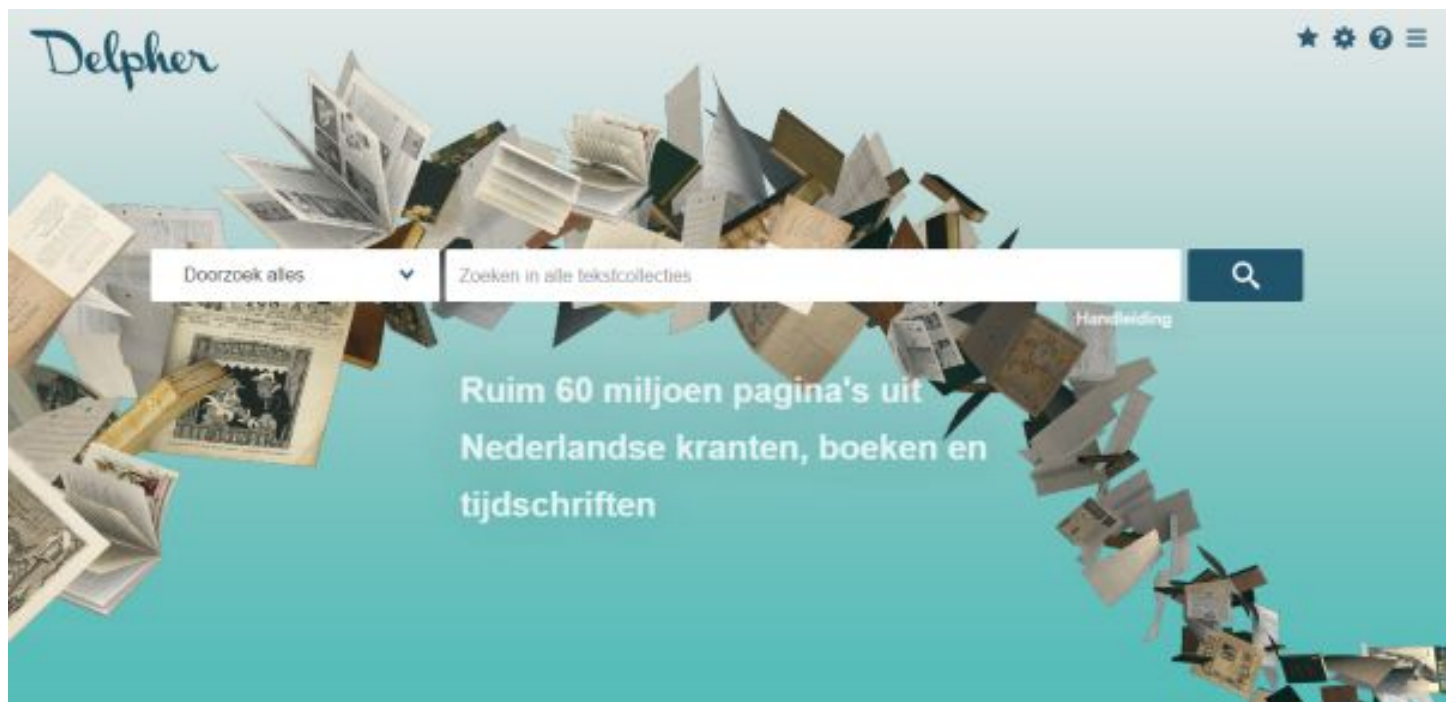 Delpher
Doorzoek alles
Zoeken in alle tekstcollecties
Handleiding
Ruim 60 miljoen pagina's uit
Nederlandse kranten, boeken en
tijdschriften